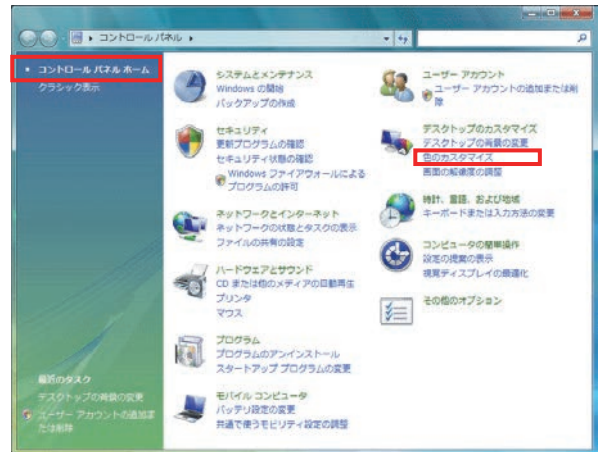 コントロール パネル
コントロール パネル ホーム
クラシック表示
最近のタスク
デスクトップの背景の変更
ユーザー アカウントの追加または削除
システムとメンテナンス
Windows の開始
バックアップの作成
セキュリティ
更新プログラムの確認
セキュリティ状態の確認
Windows ファイアウォールによる
プログラムの許可
ネットワークとインターネット
ネットワークの状態とタスクの表示
ファイルの共有の設定
ハードウェアとサウンド
CD または他のメディアの自動再生
プリンタ
マウス
プログラム
プログラムのアンインストール
スタートアップ プログラムの変更
モバイル コンピュータ
バッテリ設定の変更
共通で使うモビリティ設定の調整
ユーザー アカウント
ユーザー アカウントの追加または削
除
デスクトップのカスタマイズ
デスクトップの背景の変更
色のカスタマイズ
画面の解像度の調整
時計、言語、および地域
キーボードまたは入力方法の変更
コンピュータの簡単操作
設定の提案の表示
視覚ディスプレイの最適化
その他のオプション